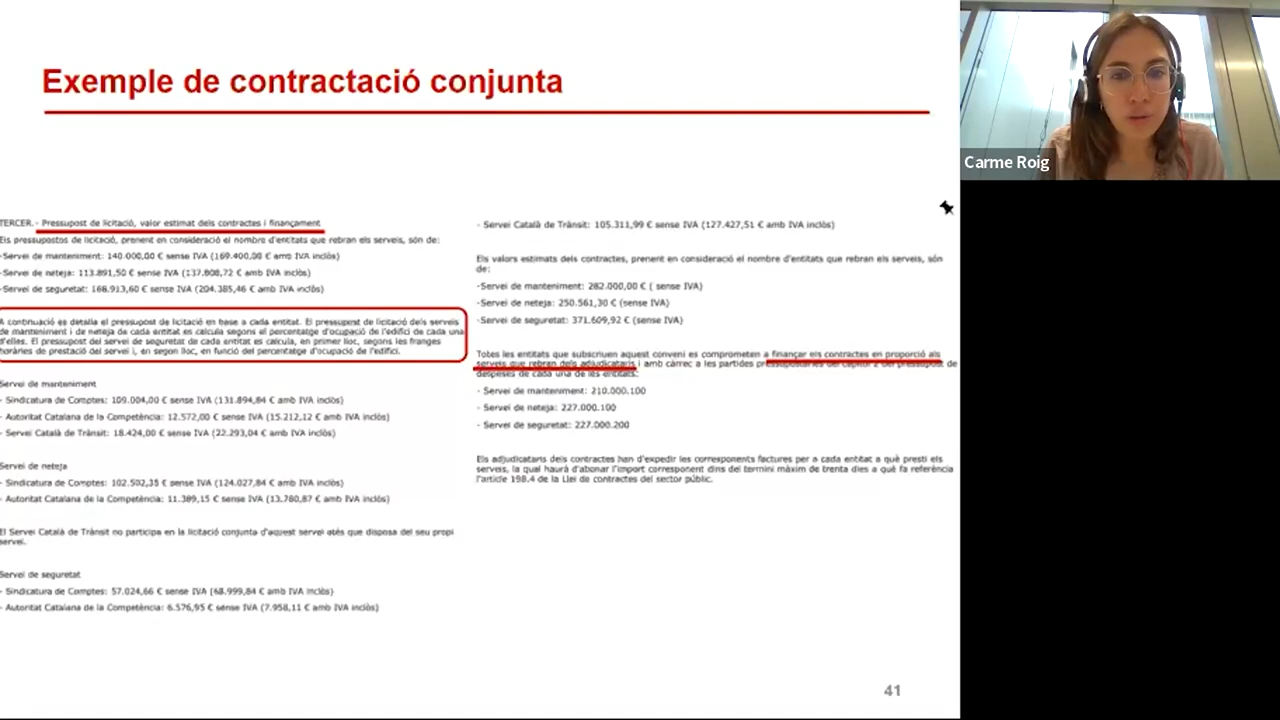 Exemple de contractació conjunta
TERCER.- Pressupost de licitació, valor estimat dels contractes i finançament
Els pressupostos de licitació, prenent en consideració el nombre d'entitats que rebran els serveis, són de:
-Servei de manteniment: 140.000,00 € sense IVA (169.400,00 € amb IVA inclòs)
-Servei de neteja: 113.891,50 € sense IVA (137.808,72 € amb IVA inclòs)
-Servei de seguretat: 168.913,60 € sense IVA (204.385,46 € amb IVA inclòs)
A continuació es detalla el pressupost de licitació en base a cada entitat. El pressupost de licitació dels serveis
de manteniment i de neteja de cada entitat es calcula segons el percentatge d'ocupació de l'edifici de cada una
d'elles. El pressupost del servei de seguretat de cada entitat es calcula, en primer lloc, segons les franges
horàries de prestació del servei i, en segon lloc, en funció del percentatge d'ocupació de l'edifici.
Servei de manteniment
- Sindicatura de Comptes: 109.004,00 € sense IVA (131.894,84 € amb IVA inclòs)
- Autoritat Catalana de la Competència: 12.572,00 € sense IVA (15.212,12 € amb IVA inclòs)
- Servei Català de Trànsit: 18.424,00 € sense IVA (22.293,04 € amb IVA inclòs)
Servei de neteja
- Sindicatura de Comptes: 102.502,35 € sense IVA (124.027,84 € amb IVA inclòs)
- Autoritat Catalana de la Competència: 11.389,15 € sense IVA (13.780,87 € amb IVA inclòs)
El Servei Català de Trànsit no participa en la licitació conjunta d'aquest servei atès que disposa del seu propi
servei.
Servei de seguretat
- Sindicatura de Comptes: 57.024,66 € sense IVA (68.999,84 € amb IVA inclòs)
- Autoritat Catalana de la Competència: 6.576,95 € sense IVA (7.958,11 € amb IVA inclòs)
- Servei Català de Trànsit: 105.311,99 € sense IVA (127.427,51 € amb IVA inclòs)
Els valors estimats dels contractes, prenent en consideració el nombre d'entitats que rebran els serveis, són
de:
-Servei de manteniment: 282.000,00 € ( sense IVA)
-Servei de neteja: 250.561,30 € (sense IVA)
-Servei de seguretat: 371.609,92 € (sense IVA)
Totes les entitats que subscriuen aquest conveni es comprometen a finançar els contractes en proporció als
serveis que rebran dels adjudicataris i amb càrrec a les partides pressupostàries del capítol 2 del pressupost de
despeses de cada una de les entitats:
- Servei de manteniment: 210.000.100
- Servei de neteja: 227.000.100
- Servei de seguretat: 227.000.200
Els adjudicataris dels contractes han d'expedir les corresponents factures per a cada entitat a què presti els
serveis, la qual haurà d'abonar l'import corresponent dins del termini màxim de trenta dies a què fa referència
l'article 198.4 de la Llei de contractes del sector públic.
41
Carme Roig